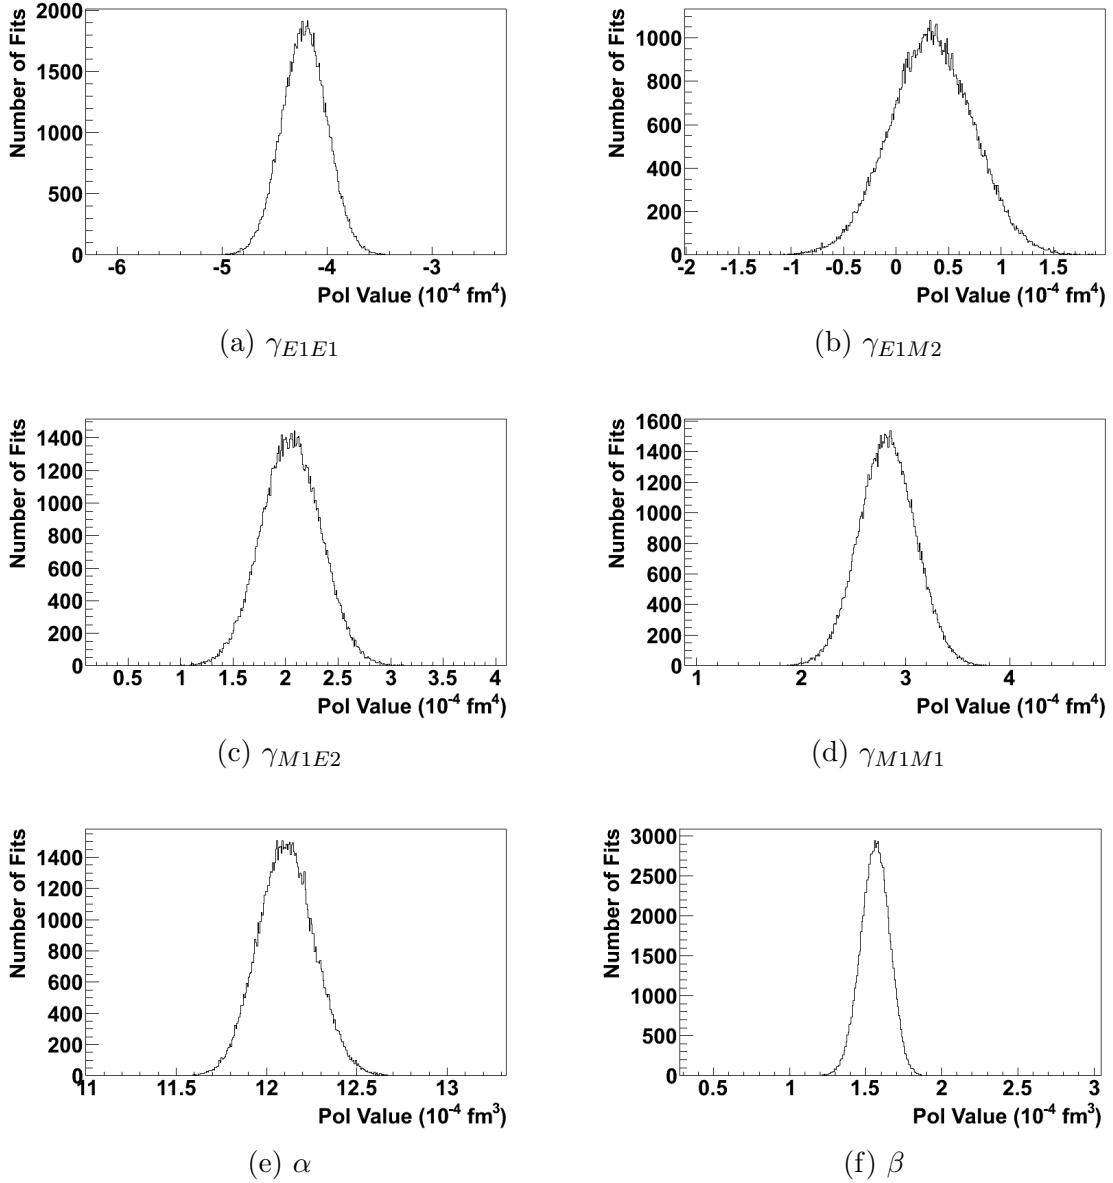 Number of Fits
2000
1500
1000
500
0
-6 -5 -4 -3
Pol Value (10⁻⁴ fm⁴)
(a) γE1E1
Number of Fits
1000
800
600
400
200
0
-2 -1.5 -1 -0.5 0 0.5 1 1.5
Pol Value (10⁻⁴ fm⁴)
(b) γE1M2
Number of Fits
1400
1200
1000
800
600
400
200
0
0.5 1 1.5 2 2.5 3 3.5 4
Pol Value (10⁻⁴ fm⁴)
(c) γM1E2
Number of Fits
1600
1400
1200
1000
800
600
400
200
0
1 2 3 4
Pol Value (10⁻⁴ fm⁴)
(d) γM1M1
Number of Fits
1400
1200
1000
800
600
400
200
0
11 11.5 12 12.5 13
Pol Value (10⁻⁴ fm³)
(e) α
Number of Fits
3000
2500
2000
1500
1000
500
0
0.5 1 1.5 2 2.5 3
Pol Value (10⁻⁴ fm³)
(f) β